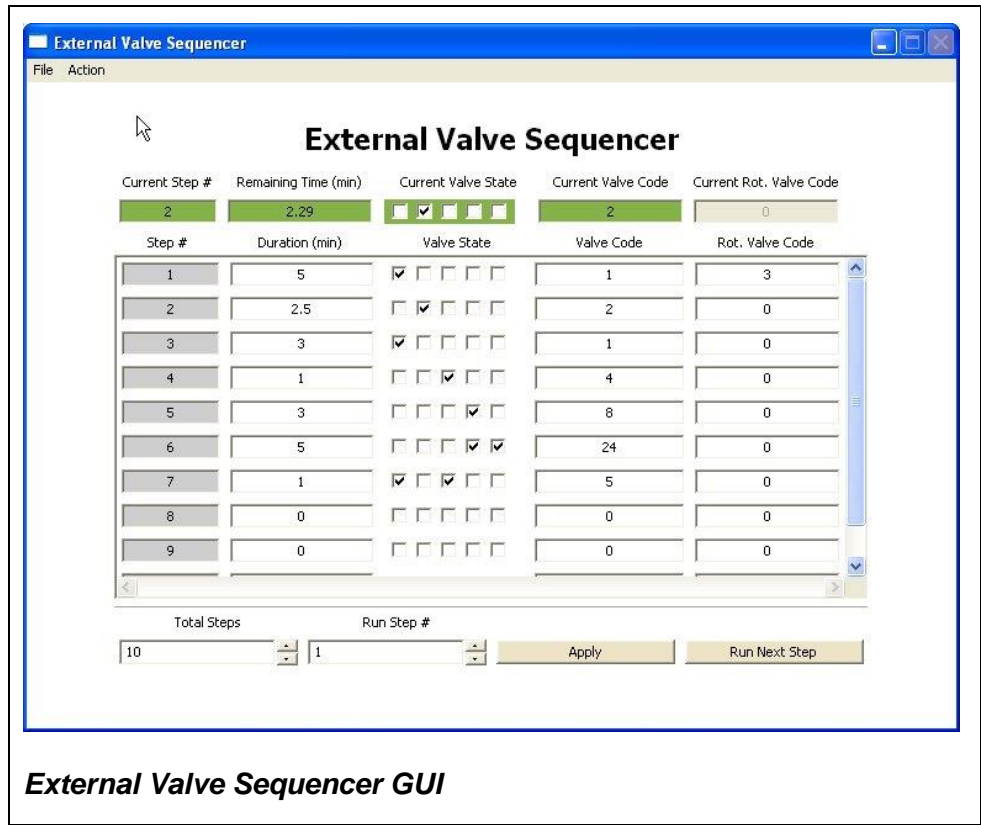 External Valve Sequencer
File Action
External Valve Sequencer
Current Step # Remaining Time (min) Current Valve State Current Valve Code Current Rot. Valve Code
2 2.29 2 0
Step # Duration (min) Valve State Valve Code Rot. Valve Code
1 5 1 3
2 2.5 2 0
3 3 1 0
4 1 4 0
5 3 8 0
6 5 24 0
7 1 5 0
8 0 0 0
9 0 0 0
Total Steps Run Step #
10 1 Apply Run Next Step
External Valve Sequencer GUI